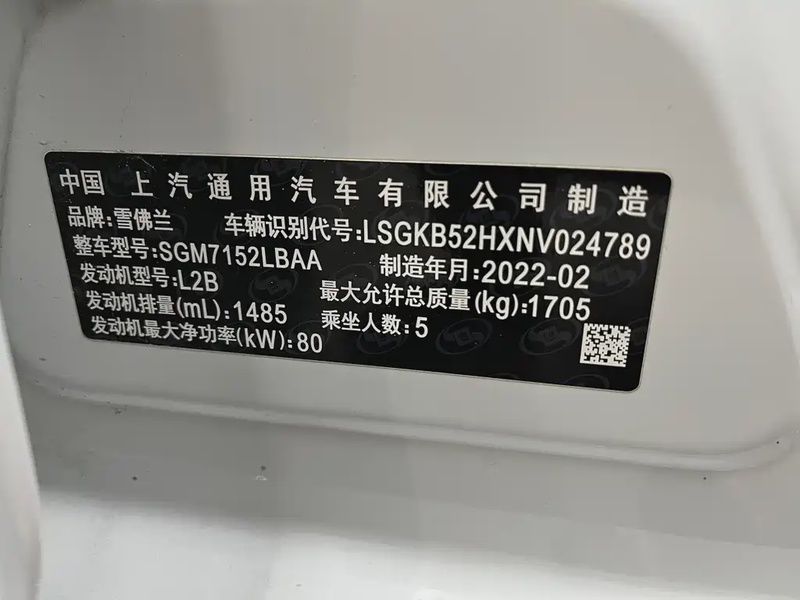 中国 上汽通用汽车有限公司制造
品牌:雪佛兰 车辆识别代号:LSGKB52HXNV024789
整车型号:SGM7152LBAA 制造年月:2022-02
发动机型号:L2B 最大允许总质量(kg):1705
发动机排量(mL):1485 乘坐人数:5
发动机最大净功率(kW):80